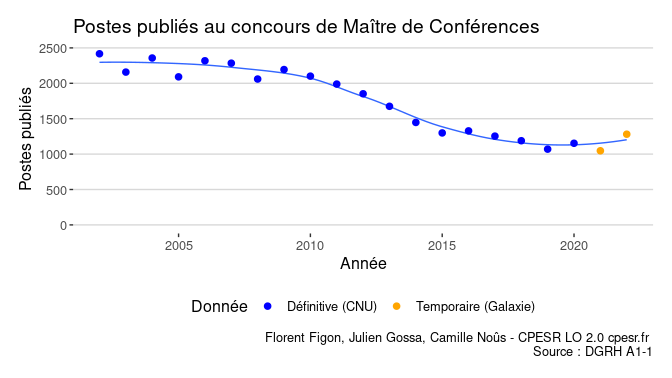 Postes publiés au concours de Maître de Conférences
Postes publiés
2500
2000
1500
1000
500
0
2005
2010
2015
2020
Année
Donnée
Définitive (CNU)
Temporaire (Galaxie)
Florent Figon, Julien Gossa, Camille Noûs - CPESR LO 2.0 cpesr.fr
Source : DGRH A1-1